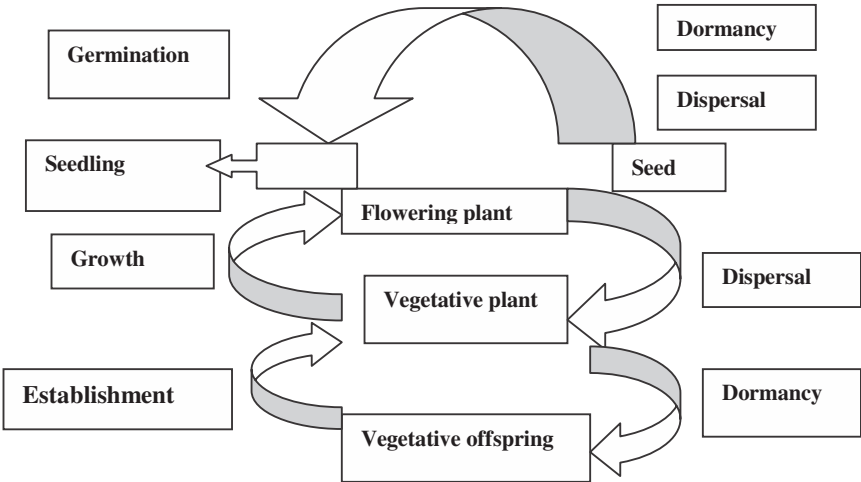 Germination
Dormancy
Dispersal
Seedling
Seed
Flowering plant
Growth
Dispersal
Vegetative plant
Establishment
Dormancy
Vegetative offspring